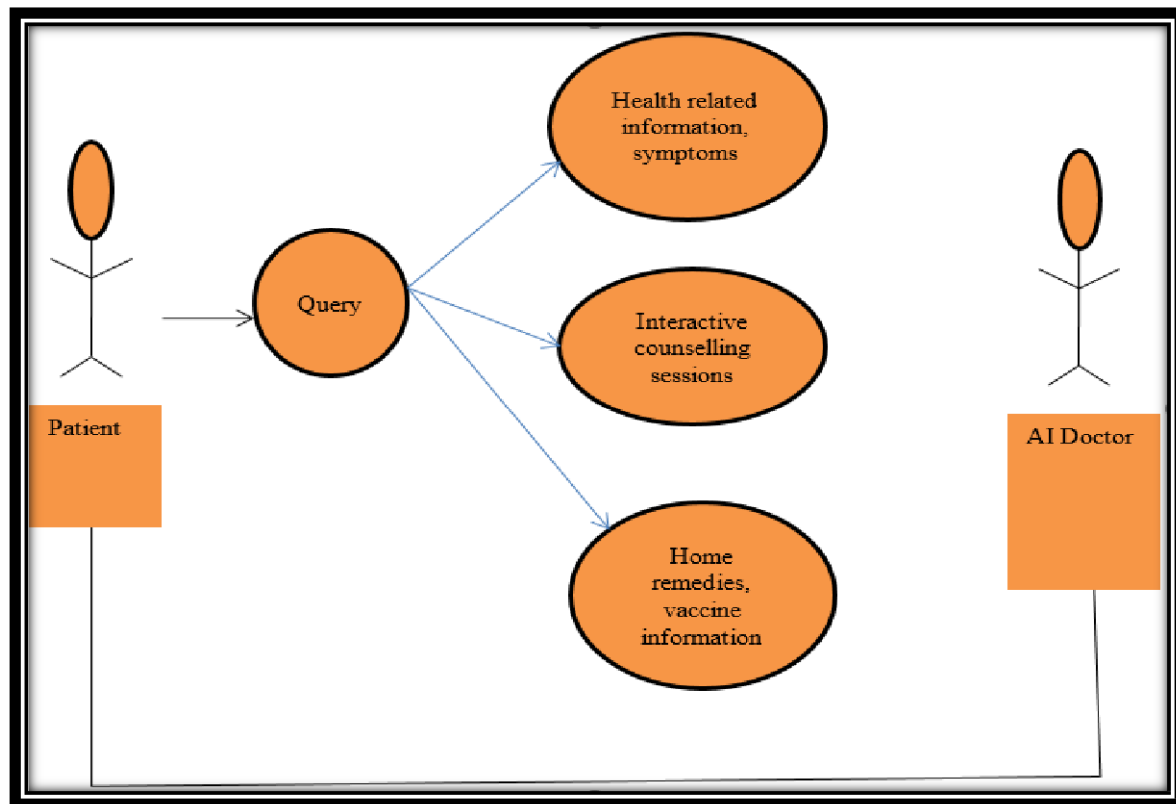 Health related
information,
symptoms
Query
Interactive
counselling
sessions
Patient
AI Doctor
Home
remedies,
vaccine
information